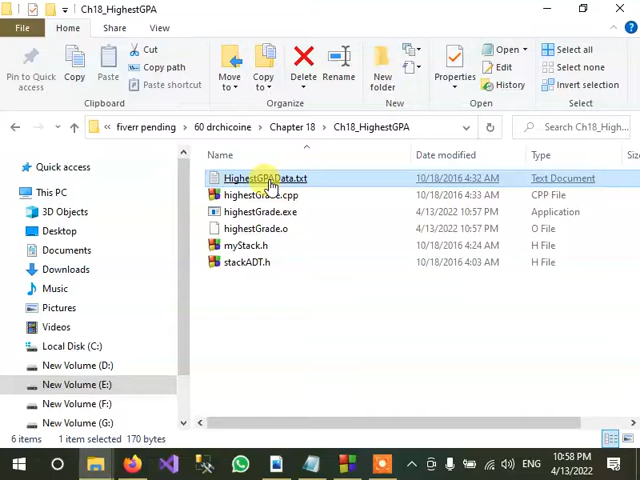 Ch18_HighestGPA
File
Home
Share
View
Pin to Quick access
Copy
Paste
Cut
Copy path
Paste shortcut
Clipboard
Move to
Copy to
Delete
Rename
Organize
New folder
New
Properties
Open
Edit
History
Open
Select all
Select none
Invert selection
Select
fiverr pending > 60 drchicoine > Chapter 18 > Ch18_HighestGPA
Search Ch18_High...
Name
Date modified
Type
Siz
Quick access
This PC
3D Objects
Desktop
Documents
Downloads
Music
Pictures
Videos
Local Disk (C:)
New Volume (D:)
New Volume (E:)
New Volume (F:)
New Volume (G:)
HighestGPAData.txt 10/18/2016 4:32 AM Text Document
highestGrade.cpp 10/18/2016 4:32 AM CPP File
highestGrade.exe 4/13/2022 10:57 PM Application
highestGrade.o 4/13/2022 10:57 PM O File
myStack.h 10/18/2016 4:24 AM H File
stackADT.h 10/18/2016 4:03 AM H File
6 items 1 item selected 170 bytes
ENG
10:58 PM
4/13/2022